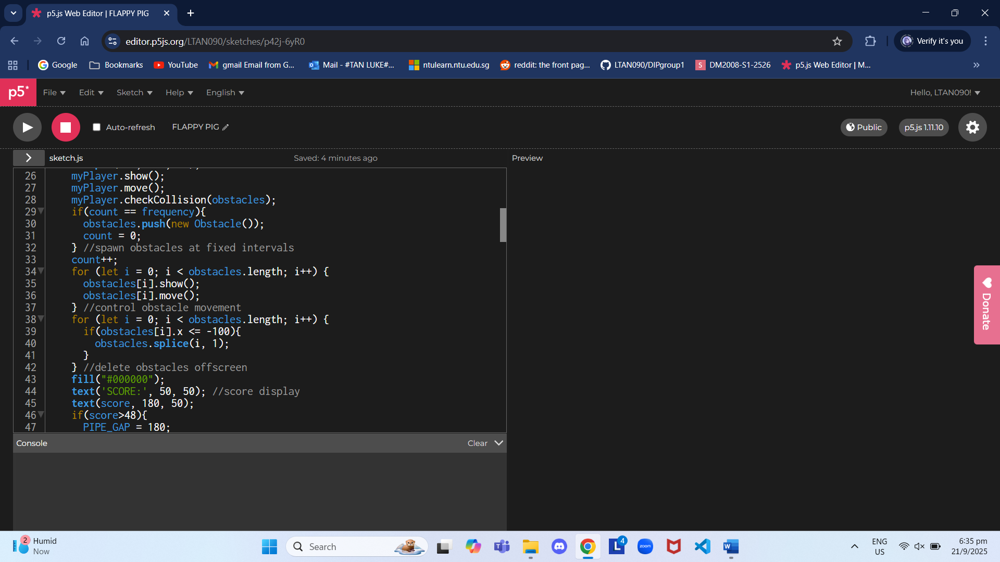 p5.js Web Editor | FLAPPY PIG
editor.p5js.org/LTAN090/sketches/p42j-6yR0
Verify it's you
Google
Bookmarks
YouTube
gmail Email from G...
Mail - #TAN LUKE#...
ntulearn.ntu.edu.sg
reddit: the front pag...
LTAN090/DIPgroup1
S
DM2008-S1-2526
p5.js Web Editor | M...
»
p5*
File
Edit
Sketch
Help
English
Hello, LTAN090!
Auto-refresh
FLAPPY PIG
Public
p5.js 1.11.10
sketch.js
Saved: 4 minutes ago
Preview
26 myPlayer.show();
27 myPlayer.move();
28 myPlayer.checkCollision(obstacles);
29 if(count == frequency){
30 obstacles.push(new Obstacle());
31 count = 0;
32 } //spawn obstacles at fixed intervals
33 count++;
34 for (let i = 0; i < obstacles.length; i++) {
35 obstacles[i].show();
36 obstacles[i].move();
37 } //control obstacle movement
38 for (let i = 0; i < obstacles.length; i++) {
39 if(obstacles[i].x <= -100){
40 obstacles.splice(i, 1);
41 }
42 } //delete obstacles offscreen
43 fill("#000000");
44 text('SCORE:', 50, 50); //score display
45 text(score, 180, 50);
46 if(score>48){
47 PIPE_GAP = 180;
Donate
Console
Clear
2
Humid
Now
Search
T
L
4
zoom
W
ENG
US
6:35 pm
21/9/2025